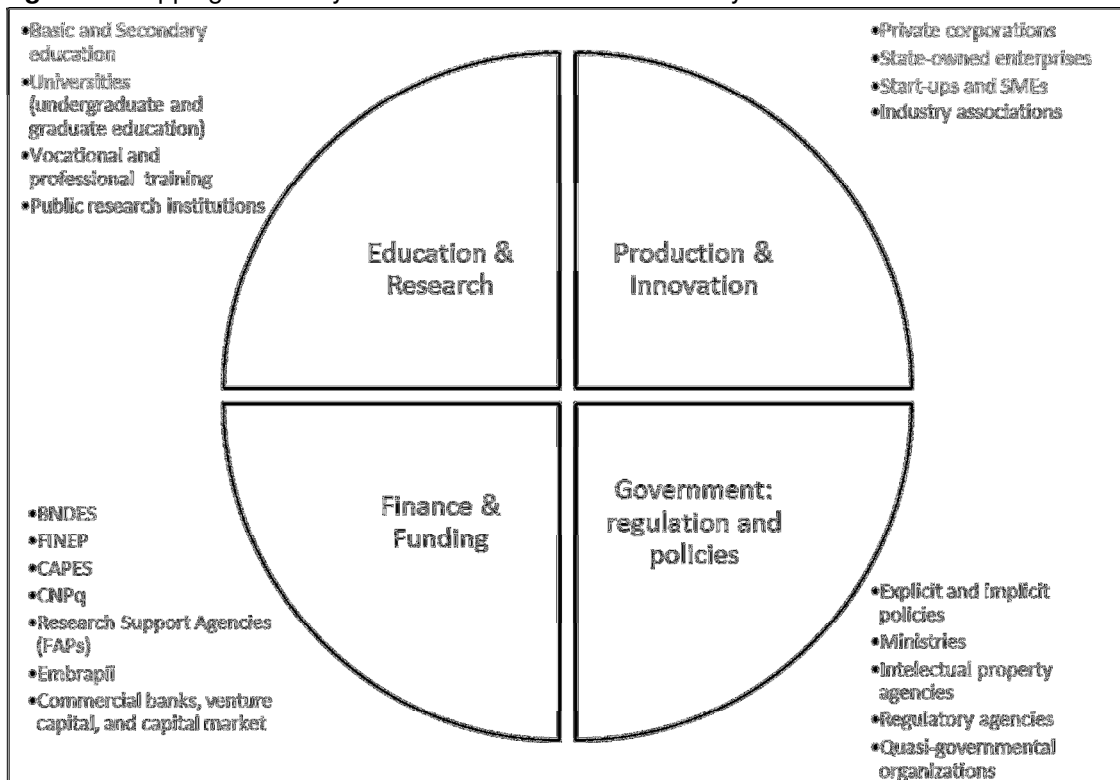 •Basic and Secondary
education
•Universities
(undergraduate and
graduate education)
•Vocational and
professional training
•Public research institutions
•Private corporations
•State-owned enterprises
•Start-ups and SMEs
•Industry associations
Education &
Research
Production &
Innovation
Finance &
Funding
Government:
regulation and
policies
•BNDES
•FINEP
•CAPES
•CNPq
•Research Support Agencies
(FAPs)
•Embrapii
•Commercial banks, venture
capital, and capital market
•Explicit and implicit
policies
•Ministries
•Intelectual property
agencies
•Regulatory agencies
•Quasi-governmental
organizations